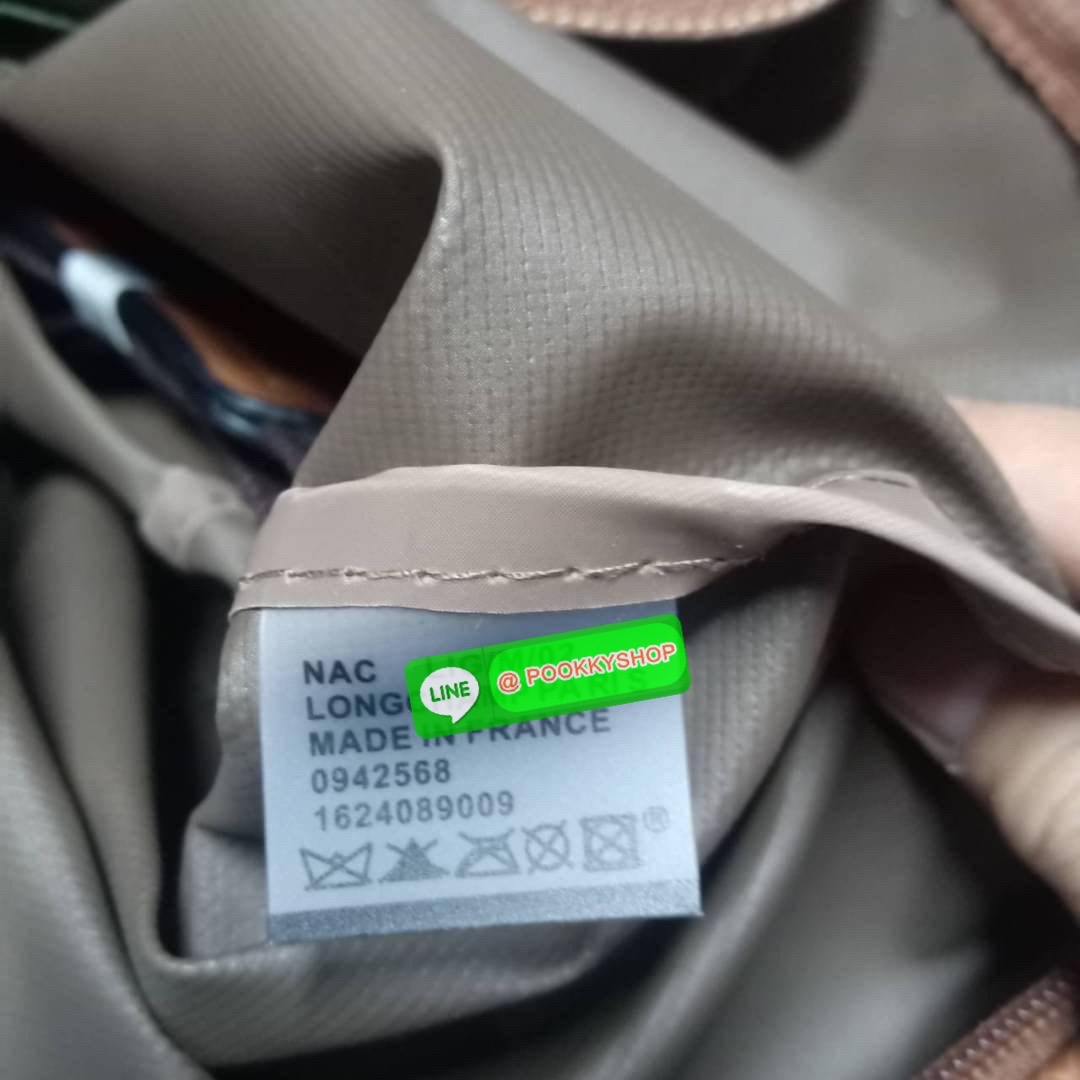 NAC
LINE @ POOKKYSHOP
LONG
MADE IN FRANCE
0942568
1624089009
®